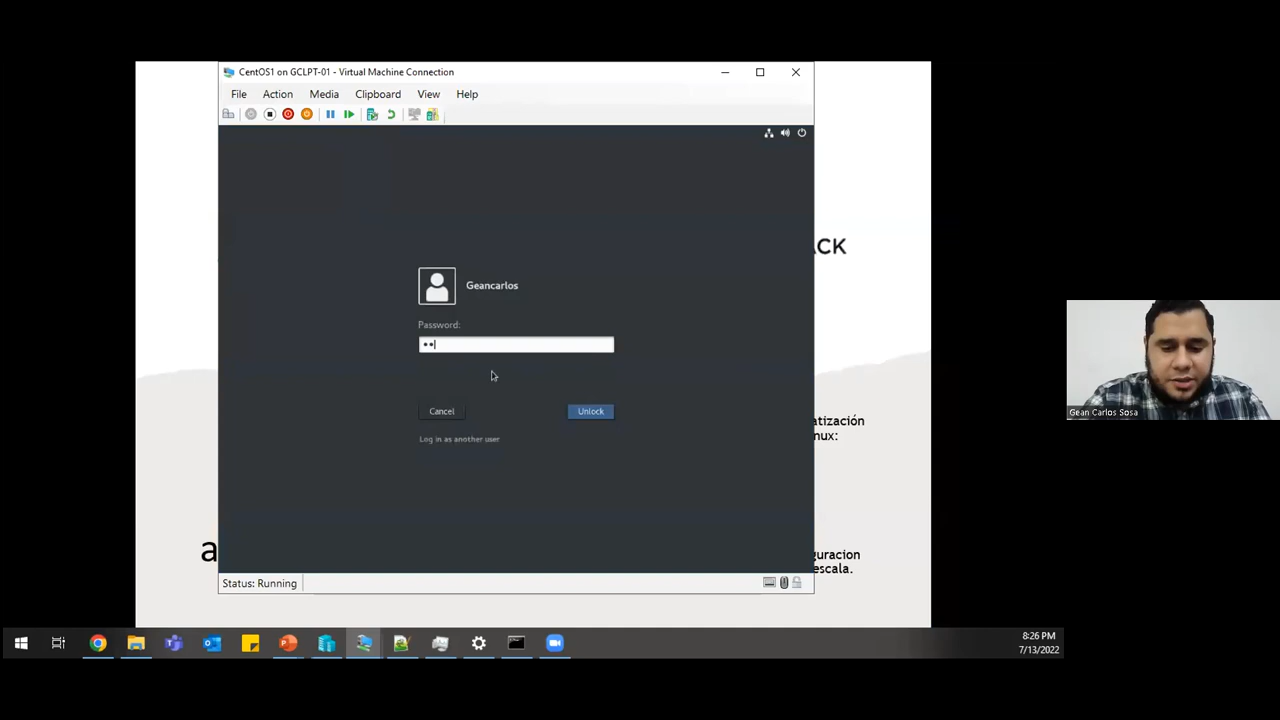 CentOS1 on GCLPT-01 - Virtual Machine Connection
File Action Media Clipboard View Help
ACK
Geancarlos
Password:
••
Cancel Unlock
Log in as another user
Gean Carlos Sosa
atización
nux:
a
guracion
escala.
Status: Running
8:26 PM
7/13/2022